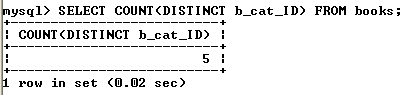 mysql> SELECT COUNT(DISTINCT b_cat_ID) FROM books;
+--------------------------+
| COUNT(DISTINCT b_cat_ID) |
+--------------------------+
|                        5 |
+--------------------------+
1 row in set (0.02 sec)